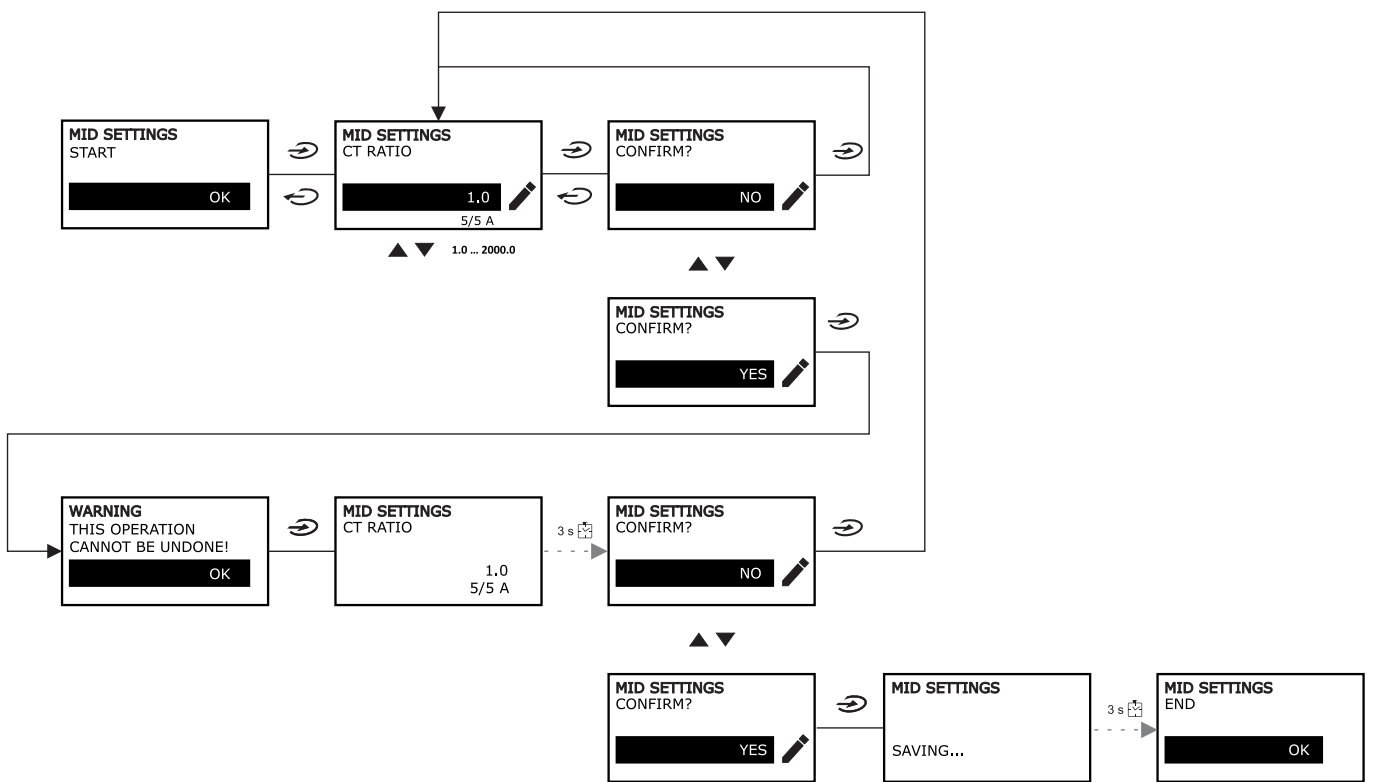 MID SETTINGS
START
OK
MID SETTINGS
CT RATIO
1.0
5/5 A
1.0 ... 2000.0
MID SETTINGS
CONFIRM?
NO
MID SETTINGS
CONFIRM?
YES
WARNING
THIS OPERATION
CANNOT BE UNDONE!
OK
MID SETTINGS
CT RATIO
1.0
5/5 A
3 s
MID SETTINGS
CONFIRM?
NO
MID SETTINGS
CONFIRM?
YES
MID SETTINGS
SAVING...
3 s
MID SETTINGS
END
OK